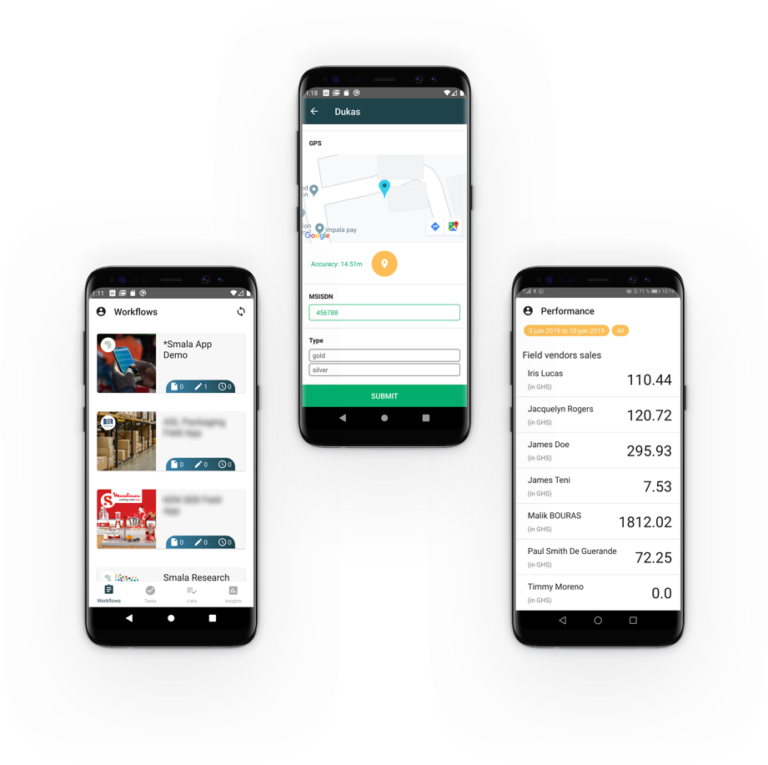 1:18
Dukas
GPS
impala pay
Google
Accuracy: 14.51m
MSISDN
456788
Type
gold
silver
SUBMIT
1:11
Workflows
*Smala App
Demo
0 1 0
0 0 0
0 0 0
Smala Research
Workflows Tasks Lists Insights
Performance
3 juin 2019 to 10 juin 2019 All
Field vendors sales
Iris Lucas
(in GHS)
110.44
Jacquelyn Rogers
(in GHS)
120.72
James Doe
(in GHS)
295.93
James Teni
(in GHS)
7.53
Malik BOURAS
(in GHS)
1812.02
Paul Smith De Guerande
(in GHS)
72.25
Timmy Moreno
(in GHS)
0.0